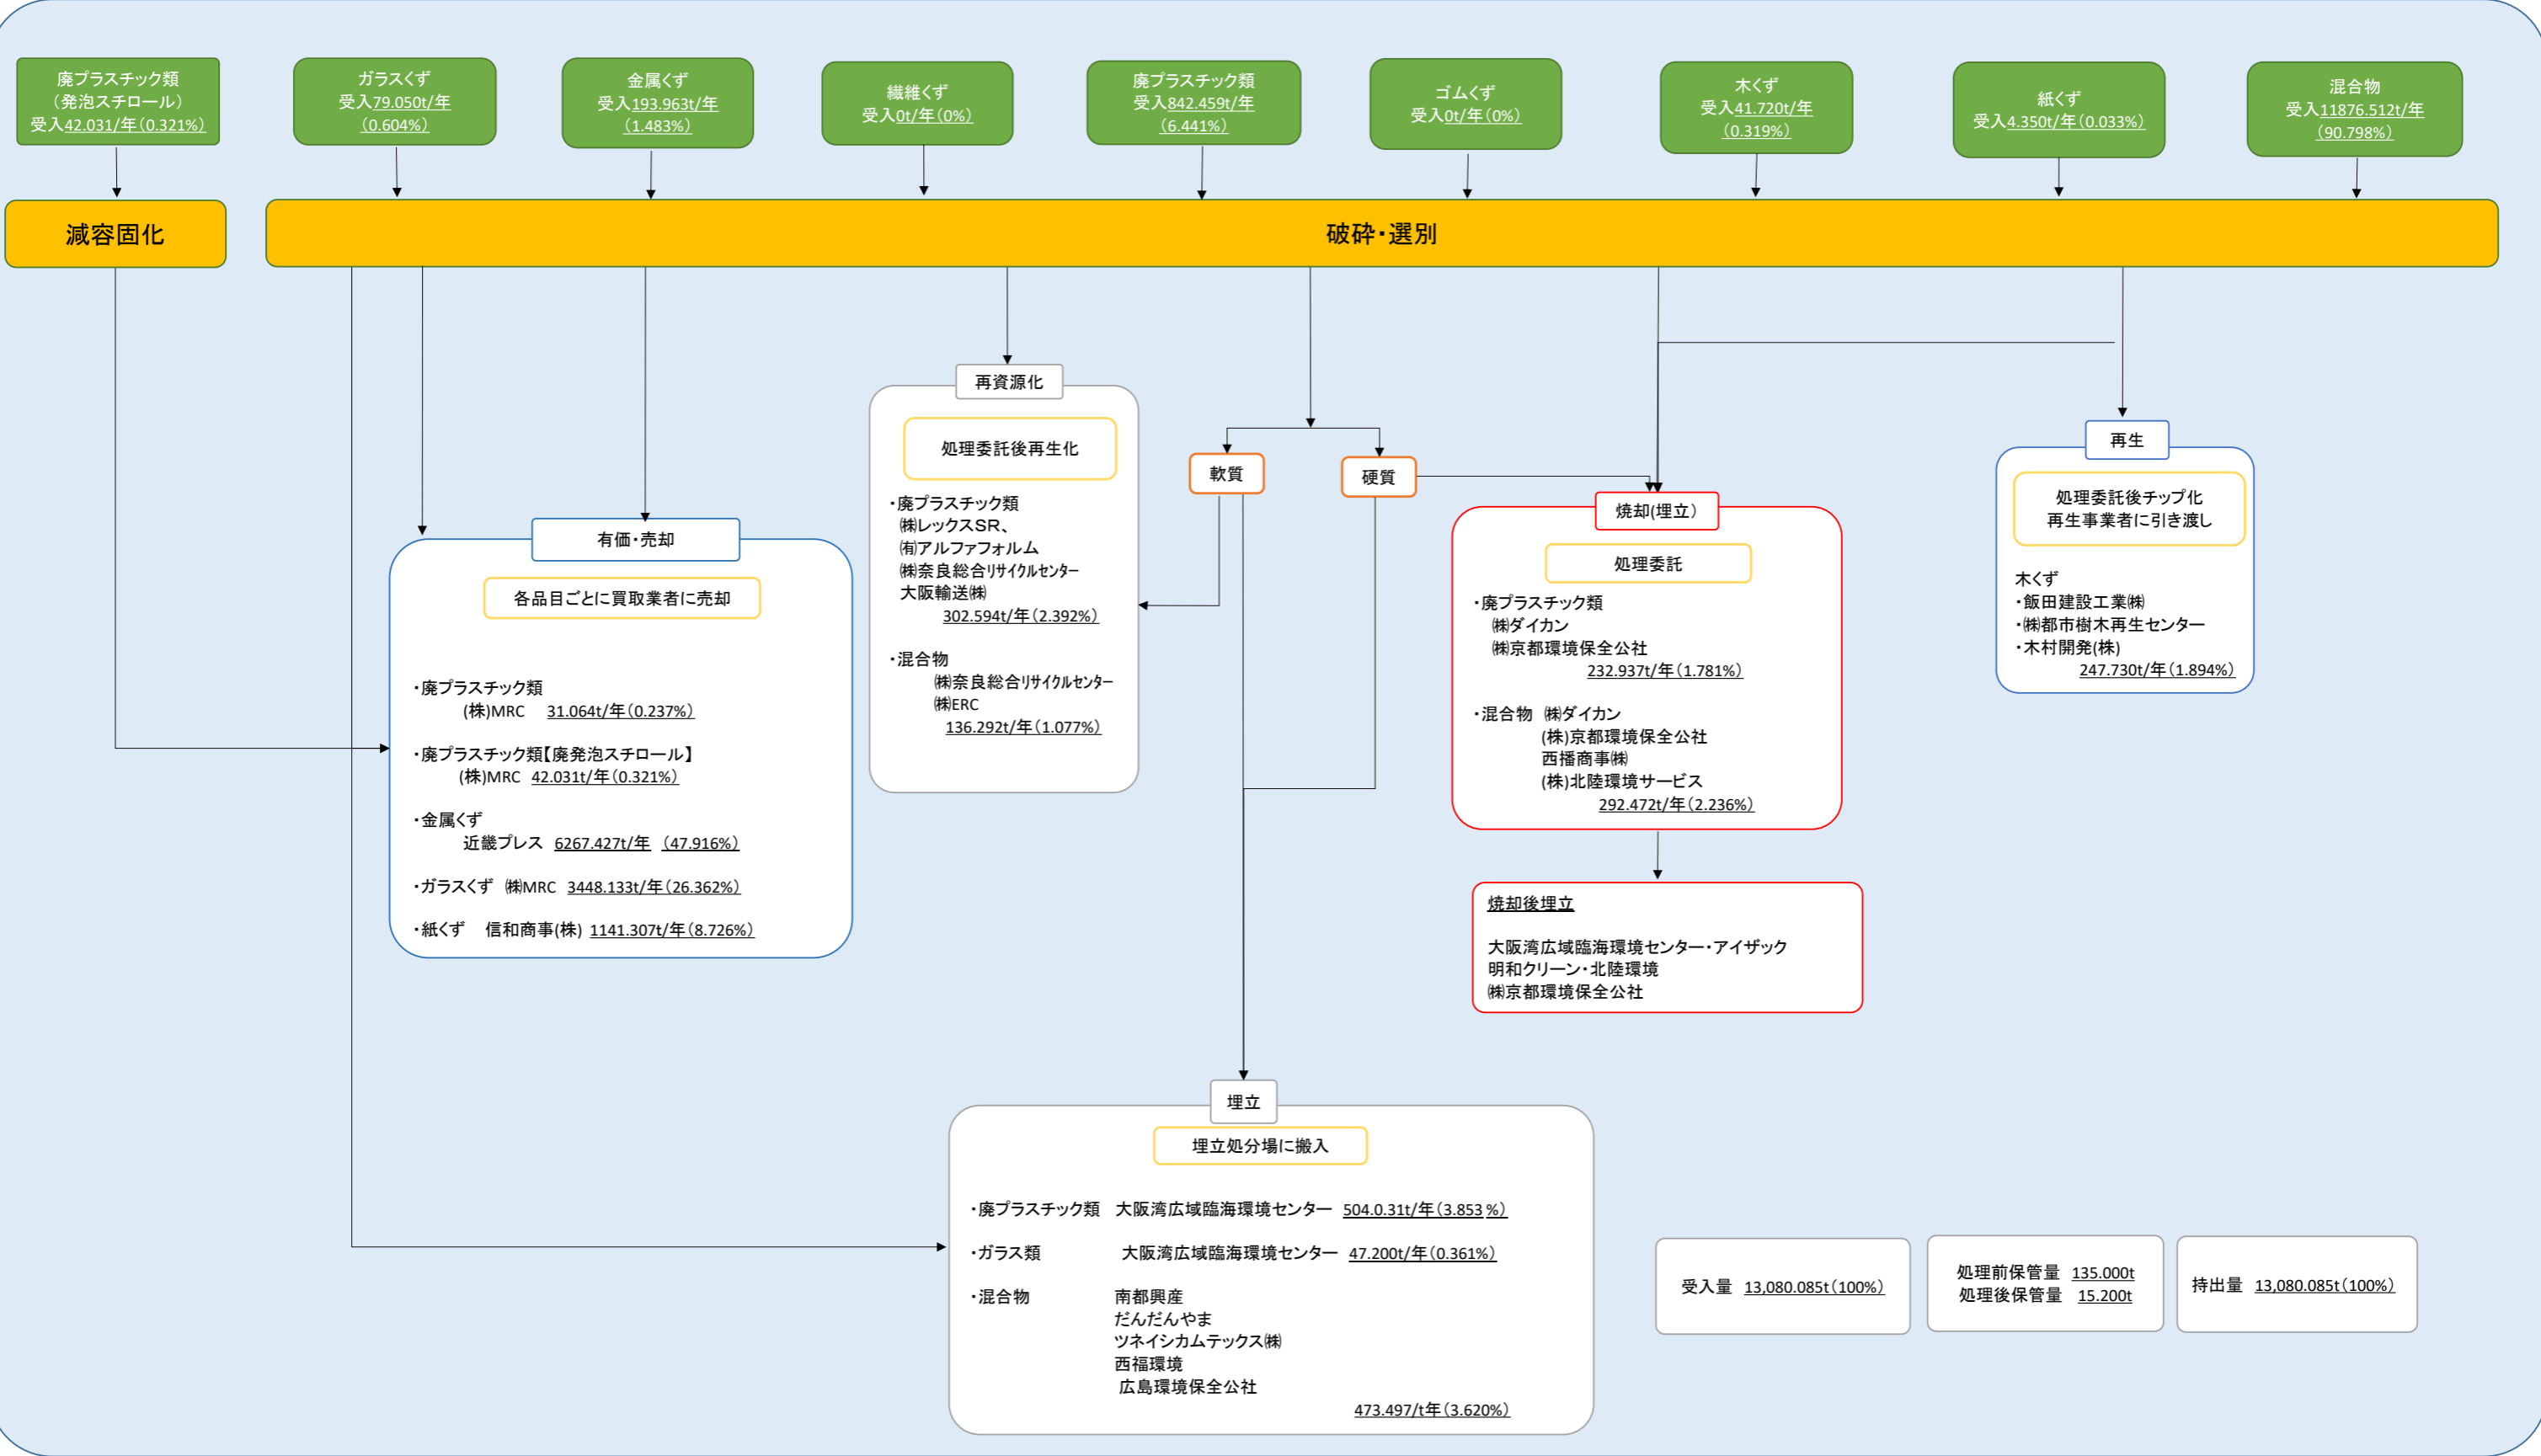 廃プラスチック類
（発泡スチロール）
受入42.031/年（0.321%）
ガラスくず
受入79.050t/年
（0.604%）
金属くず
受入193.963t/年
（1.483%）
繊維くず
受入0t/年（0%）
廃プラスチック類
受入842.459t/年
（6.441%）
ゴムくず
受入0t/年（0%）
木くず
受入41.720t/年
（0.319%）
紙くず
受入4.350t/年（0.033%）
混合物
受入11876.512t/年
（90.798%）
減容固化
破砕・選別
再資源化
処理委託後再生化
・廃プラスチック類
㈱レックスＳＲ、
㈲アルファフォルム
㈱奈良総合ﾘｻｲｸﾙｾﾝﾀｰ
大阪輸送㈱
302.594t/年（2.392%）
・混合物
㈱奈良総合ﾘｻｲｸﾙｾﾝﾀｰ
㈱ERC
136.292t/年（1.077%）
軟質
硬質
再生
処理委託後チップ化
再生事業者に引き渡し
木くず
・飯田建設工業㈱
・㈱都市樹木再生センター
・木村開発(株)
247.730t/年（1.894%）
有価・売却
各品目ごとに買取業者に売却
・廃プラスチック類
(株)MRC 31.064t/年(0.237%)
・廃プラスチック類【廃発泡スチロール】
(株)MRC 42.031t/年(0.321%)
・金属くず
近畿プレス 6267.427t/年 （47.916%）
・ガラスくず ㈱MRC 3448.133t/年（26.362%）
・紙くず 信和商事(株) 1141.307t/年（8.726%）
焼却(埋立）
処理委託
・廃プラスチック類
㈱ダイカン
㈱京都環境保全公社
232.937t/年（1.781%）
・混合物 ㈱ダイカン
(株)京都環境保全公社
西播商事㈱
(株)北陸環境サービス
292.472t/年（2.236%）
焼却後埋立
大阪湾広域臨海環境センター・アイザック
明和クリーン・北陸環境
㈱京都環境保全公社
埋立
埋立処分場に搬入
・廃プラスチック類 大阪湾広域臨海環境センター 504.0.31t/年（3.853 %）
・ガラス類 大阪湾広域臨海環境センター 47.200t/年（0.361%）
・混合物 南都興産
だんだんやま
ツネイシカムテックス㈱
西福環境
広島環境保全公社
473.497/t年（3.620%）
受入量 13,080.085t（100%）
処理前保管量 135.000t
処理後保管量 15.200t
持出量 13,080.085t（100%）